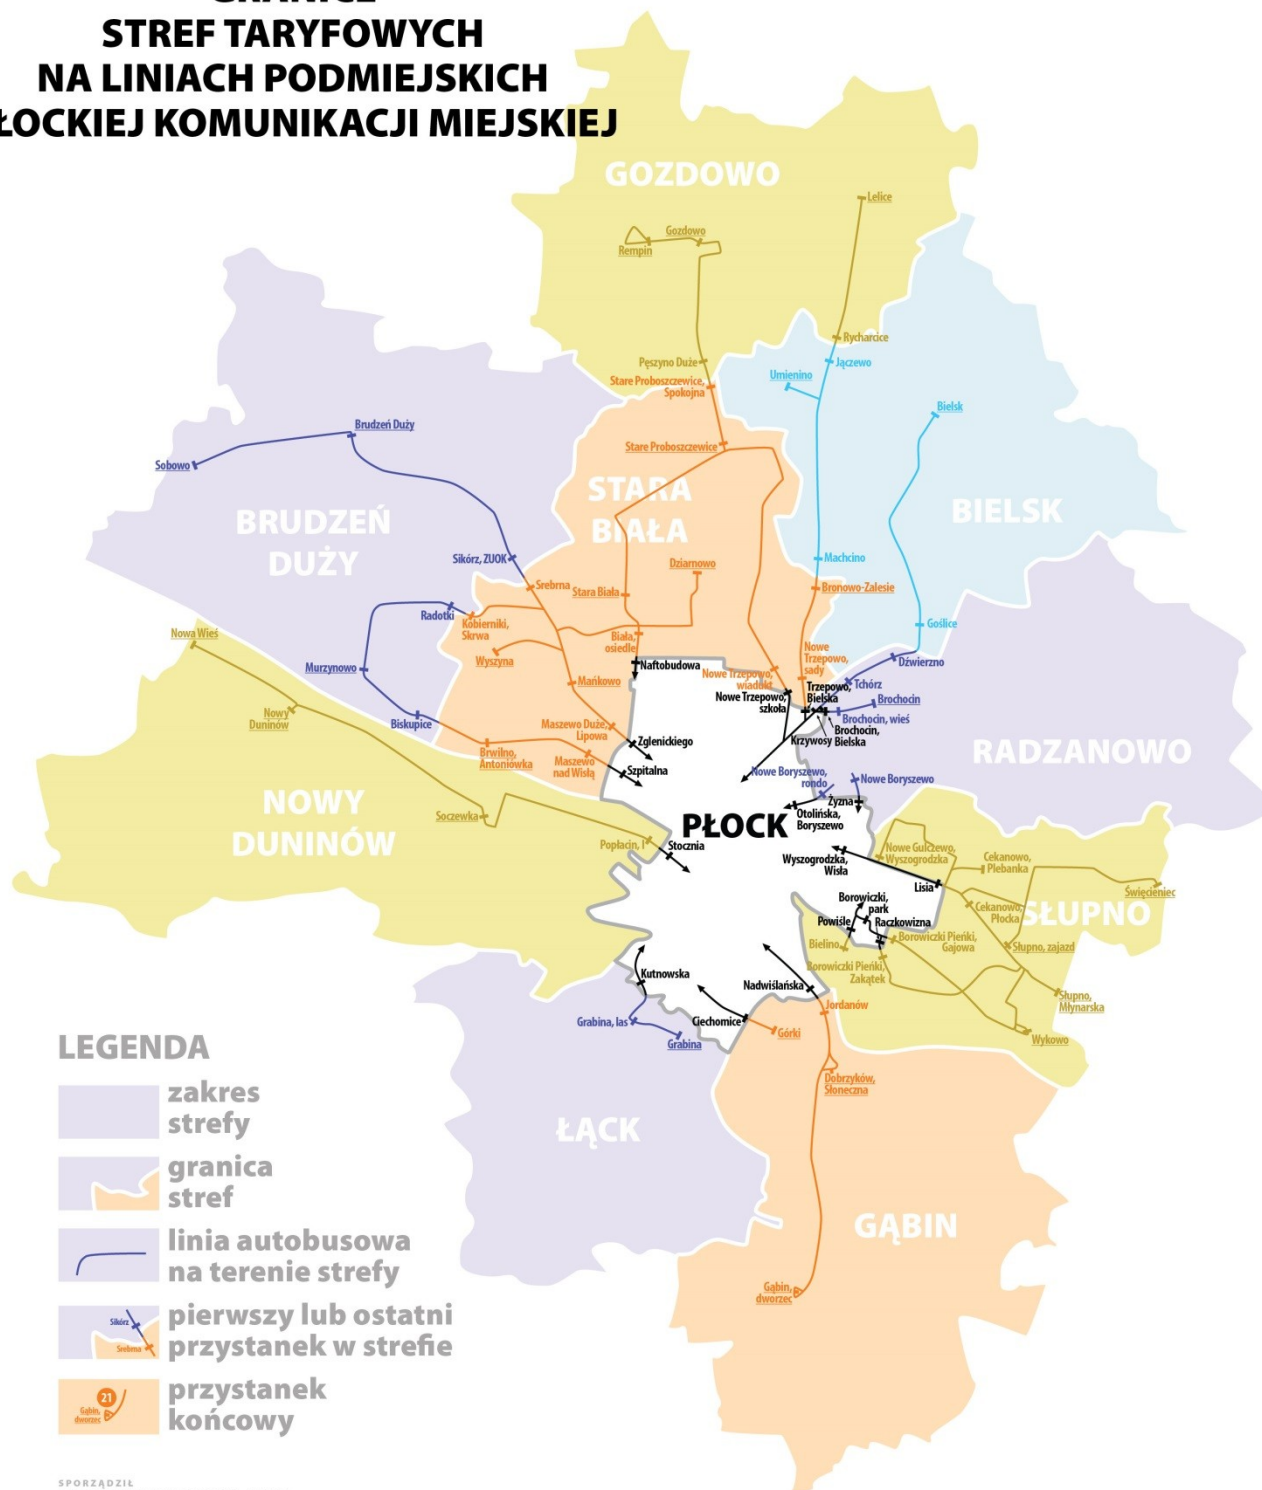 STREF TARYFOWYCH
NA LINIACH PODMIEJSKICH
ŁOCKIEJ KOMUNIKACJI MIEJSKIEJ
GOZDOWO
Lelice
Gozdowo
Rempin
Rycharcice
Pęszyno Duże
Jączewo
Stare Proboszczewice,
Spokojna
Umienino
Bielsk
Brudzeń Duży
Stare Proboszczewice
Sobowo
STARA
BIAŁA
BIELSK
BRUDZEŃ
DUŻY
Sikórz, ZUOK
Dziarnowo
Machcino
Srebrna
Stara Biała
Bronowo-Zalesie
Radotki
Kobierniki,
Skrwa
Goślice
Nowa Wieś
Biała,
osiedle
Wyszyna
Nowe
Trzepowo,
sady
Murzynowo
Naftobudowa
Dźwierzno
Nowe Trzepowo,
wiadukt
Mańkowo
Tchórz
Trzepowo,
Bielska
Nowe Trzepowo,
szkoła
Brochocin
Nowy
Duninów
Biskupice
Maszewo Duże,
Lipowa
Brochocin, wieś
Brochocin,
Bielska
Krzywosy
Zglenickiego
RADZANOWO
Brwilno,
Antoniówka
Maszewo
nad Wisłą
Szpitalna
Nowe Boryszewo,
rondo
Nowe Boryszewo
NOWY
DUNINÓW
Żyzna
Otolińska,
Boryszewo
PŁOCK
Soczewka
Popłacin, I
Stocznia
Nowe Gulczewo,
Wyszogrodzka
Wyszogrodzka,
Wisła
Cekanowo,
Plebanka
Lisia
Święcieniec
Borowiczki,
park
Cekanowo,
Płocka
SŁUPNO
Powiśle
Raczkowizna
Bielino
Borowiczki Pieńki,
Gajowa
Słupno, zajazd
Borowiczki Pieńki,
Zakątek
Kutnowska
Nadwiślańska
Słupno,
Młynarska
Jordanów
Grabina, las
Ciechomice
Górki
Grabina
Wykowo
Dobrzyków,
Słoneczna
ŁĄCK
GĄBIN
Gąbin,
dworzec
LEGENDA
zakres
strefy
granica
stref
linia autobusowa
na terenie strefy
Sikórz
Srebrna
pierwszy lub ostatni
przystanek w strefie
21
Gąbin,
dworzec
przystanek
końcowy
SPORZĄDZIŁ